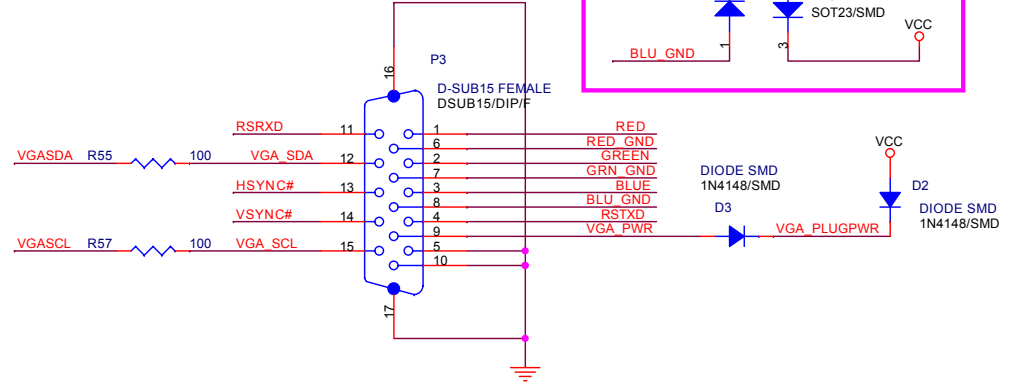 SOT23/SMD
VCC
1
3
BLU_GND
P3
16
D-SUB15 FEMALE
DSUB15/DIP/F
RSRXD 11 1 RED
6 RED_GND
VGASDA R55 100 VGA_SDA 12 2 GREEN
7 GRN_GND
HSYNC# 13 3 BLUE
8 BLU_GND
VSYNC# 14 4 RSTXD
9 VGA_PWR
VGASCL R57 100 VGA_SCL 15 5
10
17
DIODE SMD
1N4148/SMD
D3
VGA_PLUGPWR
VCC
D2
DIODE SMD
1N4148/SMD